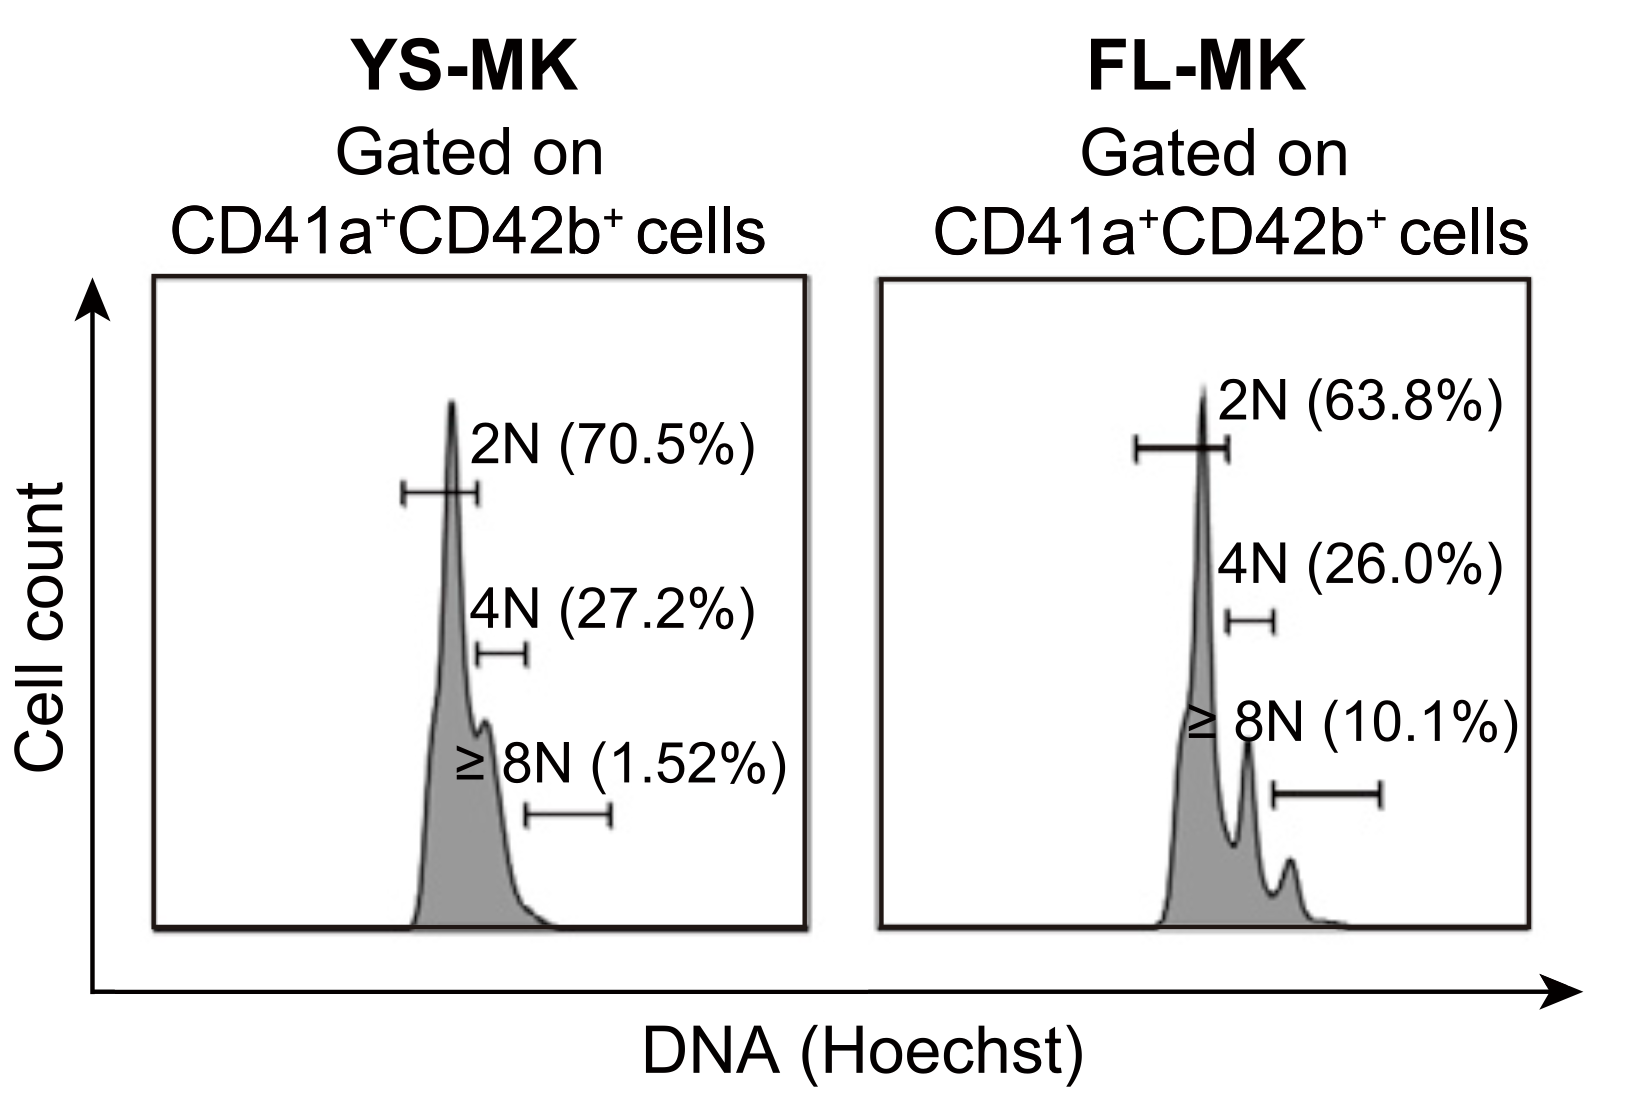 YS-MK
Gated on
CD41a⁺CD42b⁺ cells
2N (70.5%)
4N (27.2%)
≥ 8N (1.52%)
FL-MK
Gated on
CD41a⁺CD42b⁺ cells
2N (63.8%)
4N (26.0%)
≥ 8N (10.1%)
Cell count
DNA (Hoechst)